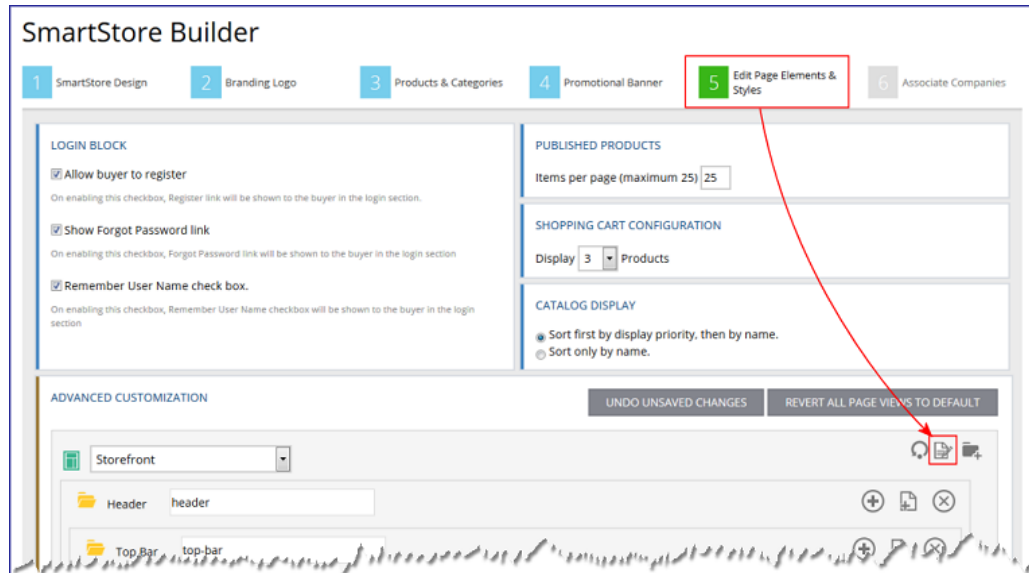 SmartStore Builder
1 SmartStore Design
2 Branding Logo
3 Products & Categories
4 Promotional Banner
5 Edit Page Elements &
Styles
6 Associate Companies
LOGIN BLOCK
Allow buyer to register
On enabling this checkbox, Register link will be shown to the buyer in the login section.
Show Forgot Password link
On enabling this checkbox, Forgot Password link will be shown to the buyer in the login section
Remember User Name check box.
On enabling this checkbox, Remember User Name checkbox will be shown to the buyer in the login
section
PUBLISHED PRODUCTS
Items per page (maximum 25) 25
SHOPPING CART CONFIGURATION
Display 3 Products
CATALOG DISPLAY
Sort first by display priority, then by name.
Sort only by name.
ADVANCED CUSTOMIZATION
UNDO UNSAVED CHANGES
REVERT ALL PAGE VIEWS TO DEFAULT
Storefront
Header header
Top Bar top-bar